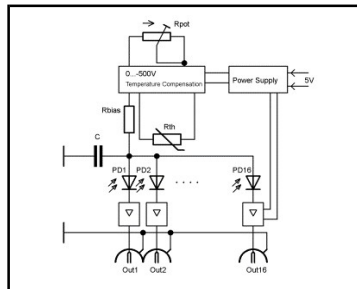 Rpot
0...-500V
Temperature Compensation
Power Supply
5V
Rbias
Rth
C
PD1
PD2
. . . .
PD16
Out1
Out2
Out16